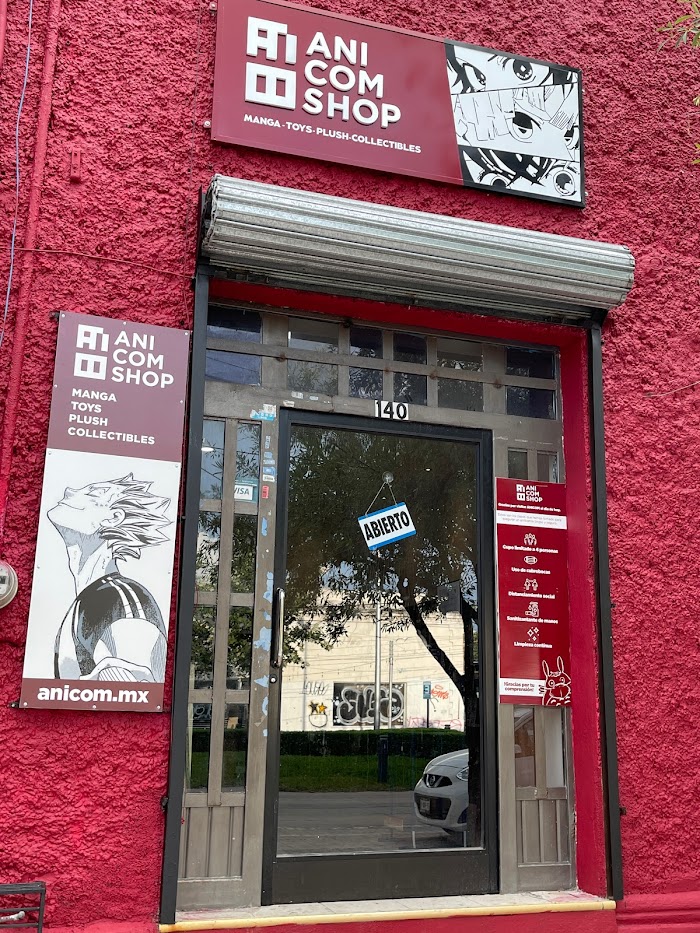 ANI
COM
SHOP
MANGA-TOYS-PLUSH-COLLECTIBLES
ANI
COM
SHOP
MANGA
TOYS
PLUSH
COLLECTIBLES
anicom.mx
140
VISA
ABIERTO
ANI
COM
SHOP
Cupo limitado a 4 personas
Uso de cubrebocas
Distanciamiento social
Sanitizante de manos
Limpieza continua
¡Gracias por tu
comprensión!